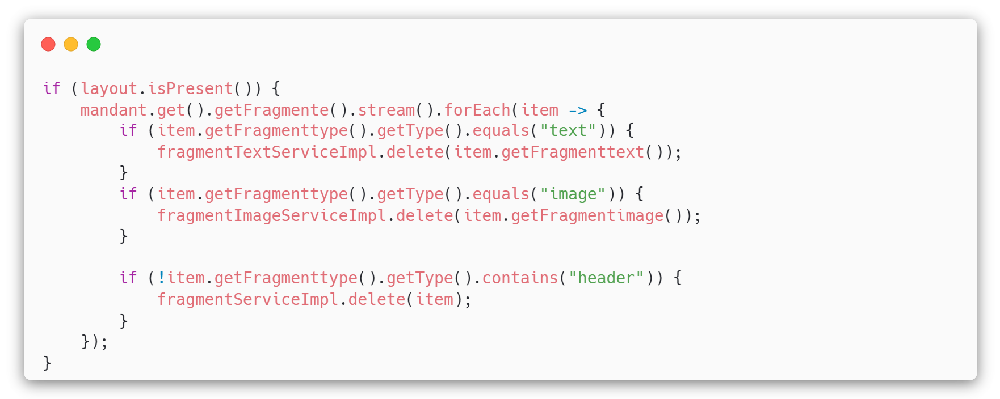 if (layout.isPresent()) {
    mandant.get().getFragmente().stream().forEach(item -> {
        if (item.getFragmenttype().getType().equals("text")) {
            fragmentTextServiceImpl.delete(item.getFragmenttext());
        }
        if (item.getFragmenttype().getType().equals("image")) {
            fragmentImageServiceImpl.delete(item.getFragmentimage());
        }

        if (!item.getFragmenttype().getType().contains("header")) {
            fragmentServiceImpl.delete(item);
        }
    });
}